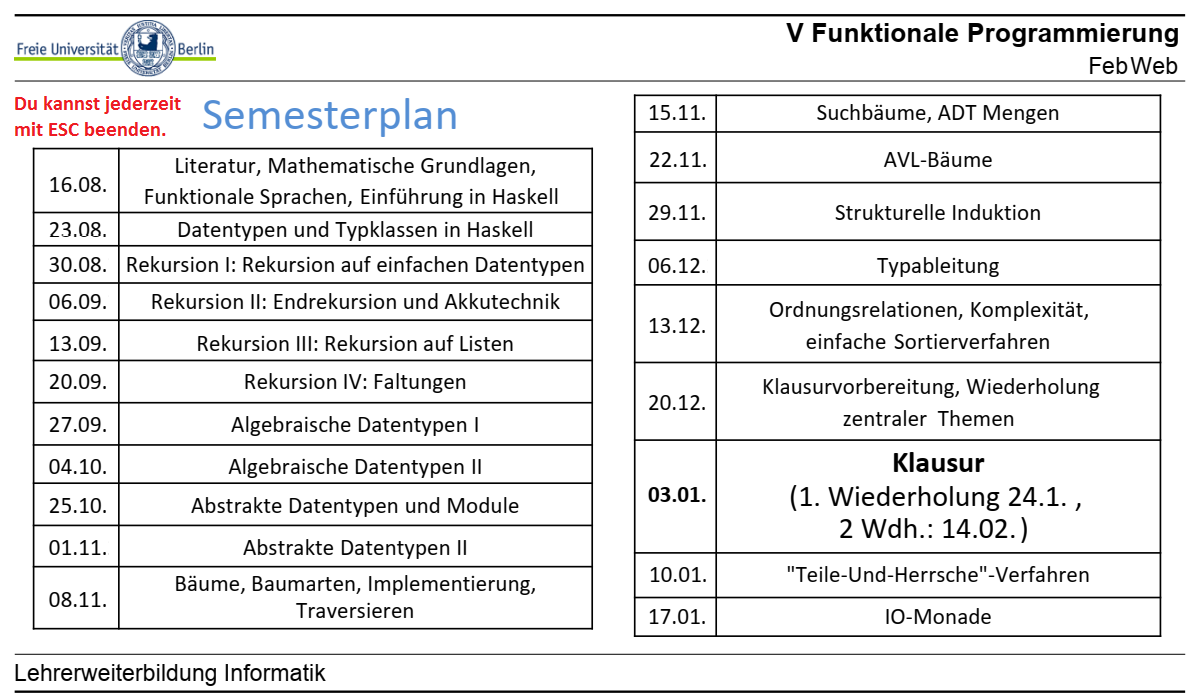 Freie Universität Berlin
V Funktionale Programmierung
FebWeb
Du kannst jederzeit
mit ESC beenden.
Semesterplan
16.08. Literatur, Mathematische Grundlagen,
Funktionale Sprachen, Einführung in Haskell
23.08. Datentypen und Typklassen in Haskell
30.08. Rekursion I: Rekursion auf einfachen Datentypen
06.09. Rekursion II: Endrekursion und Akkutechnik
13.09. Rekursion III: Rekursion auf Listen
20.09. Rekursion IV: Faltungen
27.09. Algebraische Datentypen I
04.10. Algebraische Datentypen II
25.10. Abstrakte Datentypen und Module
01.11. Abstrakte Datentypen II
08.11. Bäume, Baumarten, Implementierung,
Traversieren
15.11. Suchbäume, ADT Mengen
22.11. AVL-Bäume
29.11. Strukturelle Induktion
06.12. Typableitung
13.12. Ordnungsrelationen, Komplexität,
einfache Sortierverfahren
20.12. Klausurvorbereitung, Wiederholung
zentraler Themen
03.01. Klausur
(1. Wiederholung 24.1. ,
2 Wdh.: 14.02.)
10.01. "Teile-Und-Herrsche"-Verfahren
17.01. IO-Monade
Lehrerweiterbildung Informatik